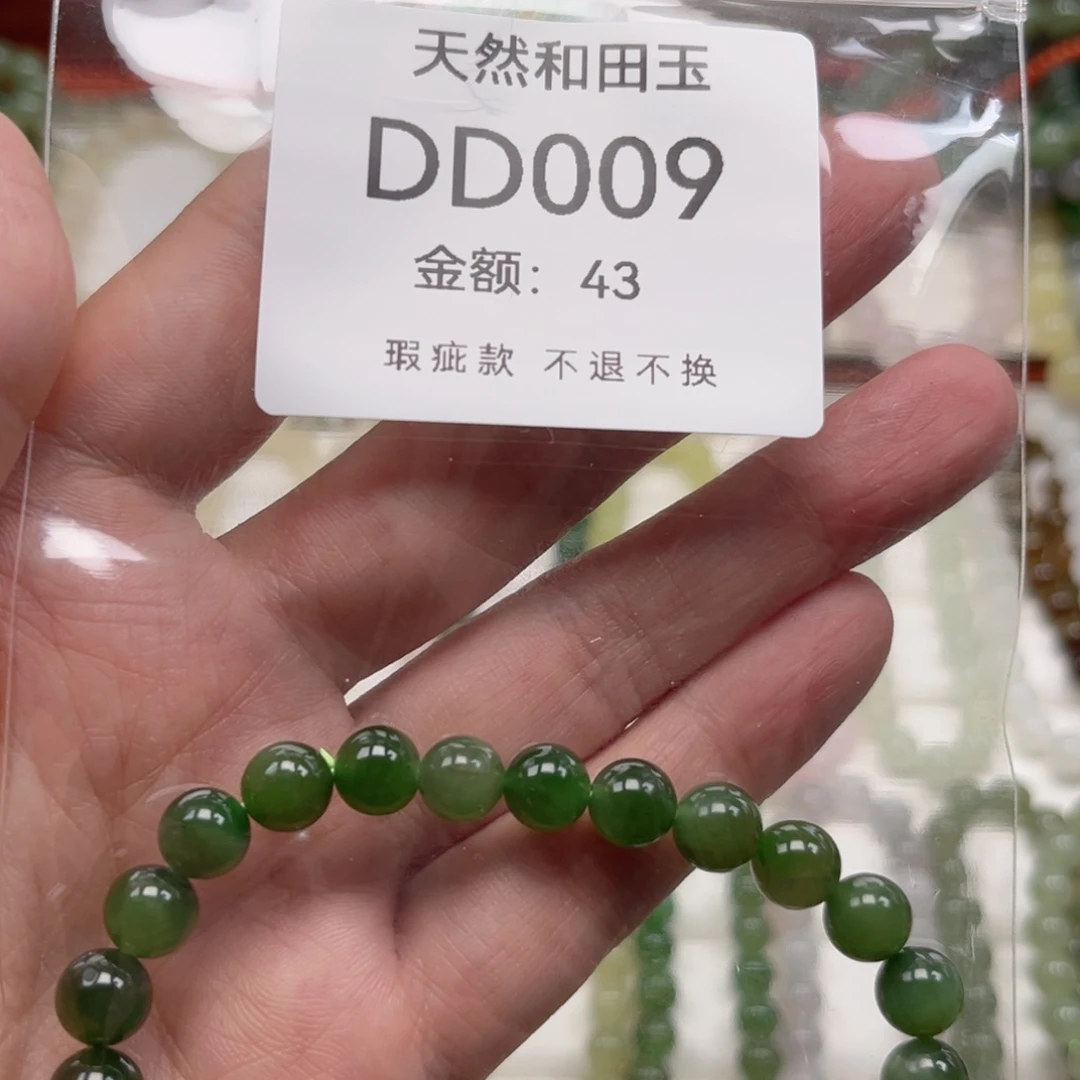 天然和田玉
DD009
金额：43
瑕疵款 不退不换